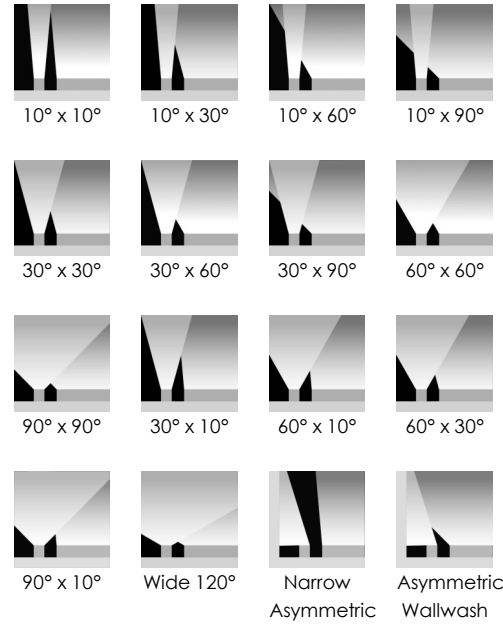 10° x 10°
10° x 30°
10° x 60°
10° x 90°
30° x 30°
30° x 60°
30° x 90°
60° x 60°
90° x 90°
30° x 10°
60° x 10°
60° x 30°
90° x 10°
Wide 120°
Narrow
Asymmetric
Asymmetric
Wallwash